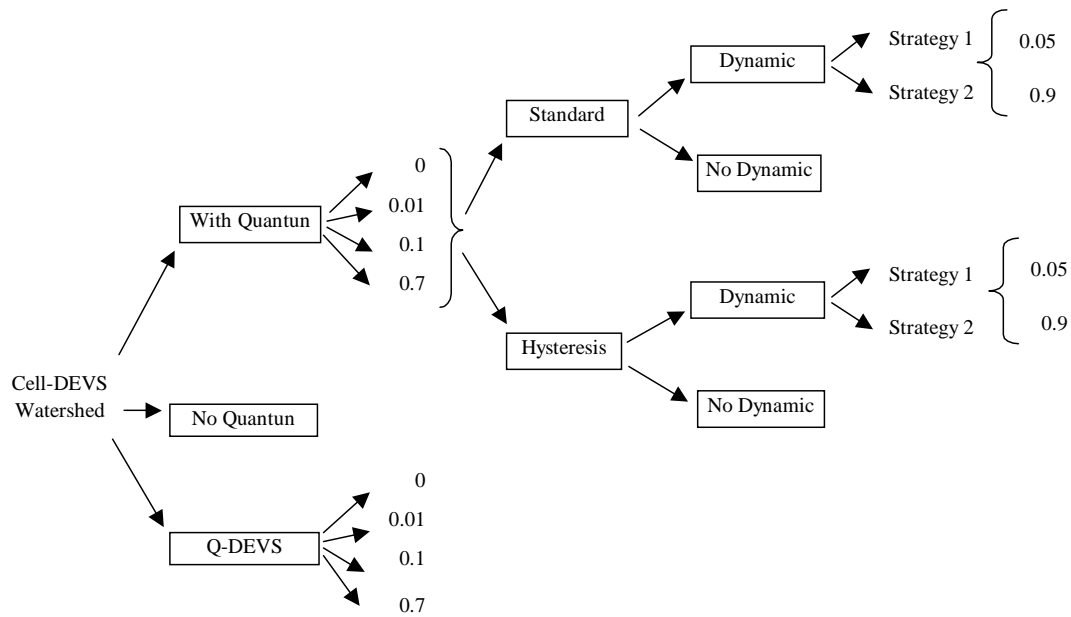 Cell-DEVS
Watershed
With Quantun
0
0.01
0.1
0.7
Standard
Dynamic
Strategy 1
Strategy 2
0.05
0.9
No Dynamic
Hysteresis
Dynamic
Strategy 1
Strategy 2
0.05
0.9
No Dynamic
No Quantun
Q-DEVS
0
0.01
0.1
0.7